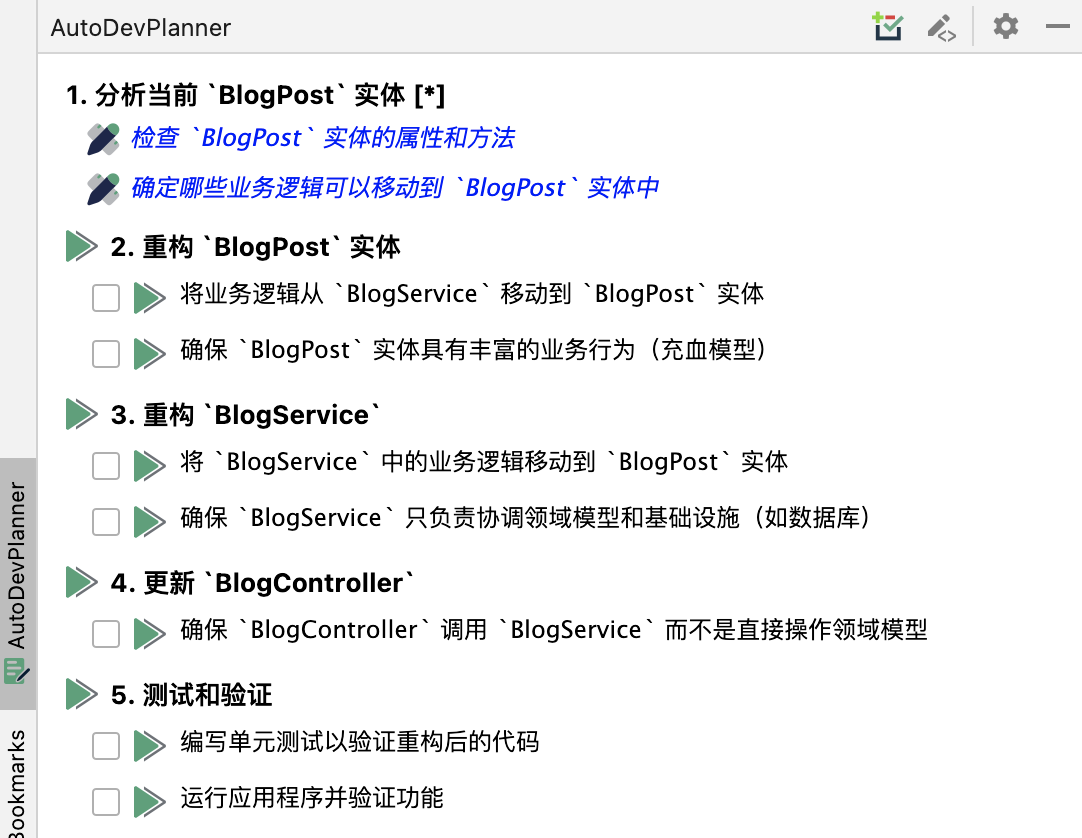 AutoDevPlanner
1. 分析当前 `BlogPost` 实体 [*]
检查 `BlogPost` 实体的属性和方法
确定哪些业务逻辑可以移动到 `BlogPost` 实体中
2. 重构 `BlogPost` 实体
将业务逻辑从 `BlogService` 移动到 `BlogPost` 实体
确保 `BlogPost` 实体具有丰富的业务行为（充血模型）
3. 重构 `BlogService`
将 `BlogService` 中的业务逻辑移动到 `BlogPost` 实体
确保 `BlogService` 只负责协调领域模型和基础设施（如数据库）
4. 更新 `BlogController`
确保 `BlogController` 调用 `BlogService` 而不是直接操作领域模型
5. 测试和验证
编写单元测试以验证重构后的代码
运行应用程序并验证功能
AutoDevPlanner
Bookmarks